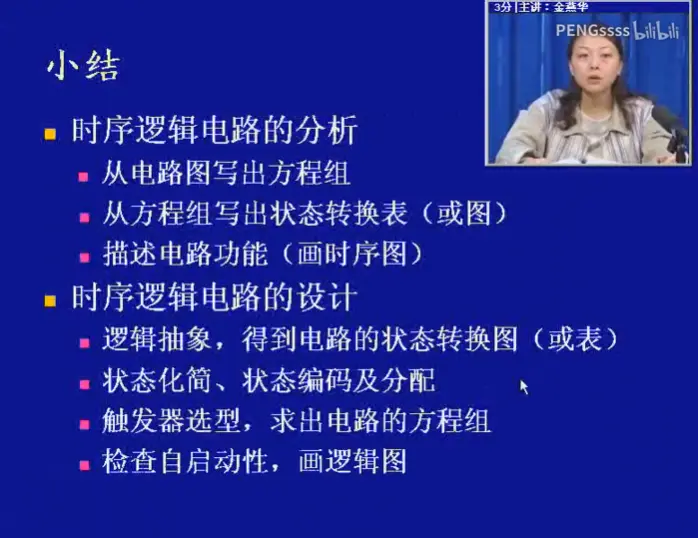 3分|主讲：金燕华
PENGssss bilibili
小结
时序逻辑电路的分析
从电路图写出方程组
从方程组写出状态转换表（或图）
描述电路功能（画时序图）
时序逻辑电路的设计
逻辑抽象，得到电路的状态转换图（或表）
状态化简、状态编码及分配
触发器选型，求出电路的方程组
检查自启动性，画逻辑图